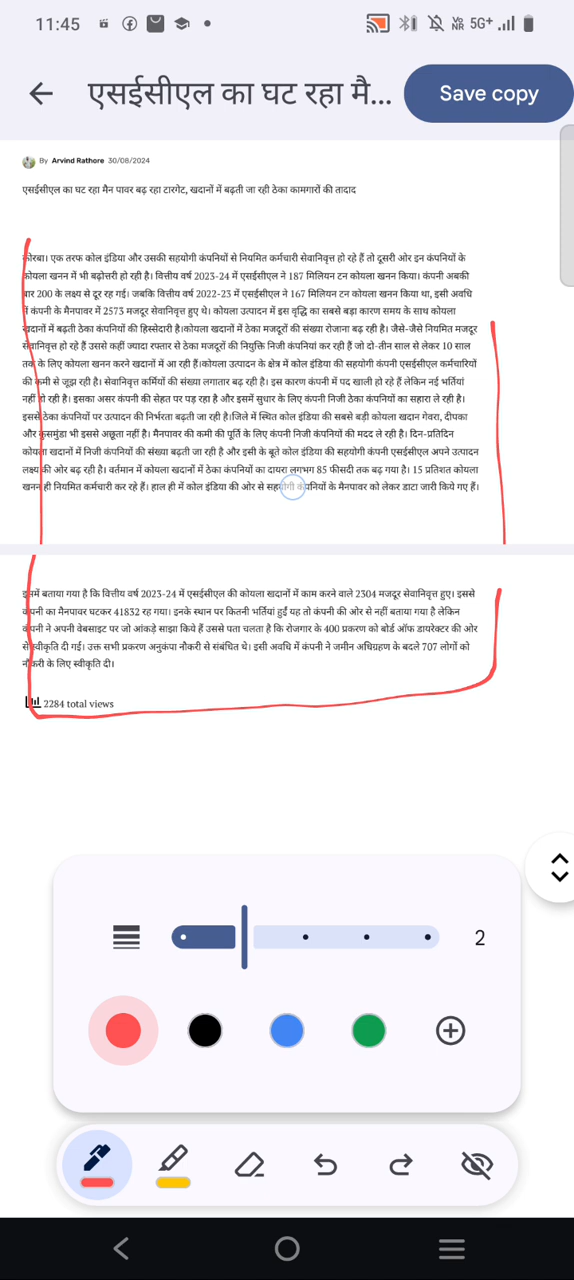 11:45
Vo NR 5G+
एसईसीएल का घट रहा मै...
Save copy
By Arvind Rathore 30/08/2024
एसईसीएल का घट रहा मैन पावर बढ़ रहा टारगेट, खदानों में बढ़ती जा रही ठेका कामगारों की तादाद
कोरबा। एक तरफ कोल इंडिया और उसकी सहयोगी कंपनियों से नियमित कर्मचारी सेवानिवृत्त हो रहे हैं तो दूसरी ओर इन कंपनियों के
कोयला खनन में भी बढ़ोत्तरी हो रही है। वित्तीय वर्ष 2023-24 में एसईसीएल ने 187 मिलियन टन कोयला खनन किया। कंपनी अबकी
बार 200 के लक्ष्य से दूर रह गई। जबकि वित्तीय वर्ष 2022-23 में एसईसीएल ने 167 मिलियन टन कोयला खनन किया था, इसी अवधि
में कंपनी के मैनपावर में 2573 मजदूर सेवानिवृत्त हुए थे। कोयला उत्पादन में इस वृद्धि का सबसे बड़ा कारण समय के साथ कोयला
खदानों में बढ़ती ठेका कंपनियों की हिस्सेदारी है।कोयला खदानों में ठेका मजदूरों की संख्या रोजाना बढ़ रही है। जैसे-जैसे नियमित मजदूर
सेवानिवृत्त हो रहे हैं उससे कहीं ज्यादा रफ्तार से ठेका मजदूरों की नियुक्ति निजी कंपनियां कर रही हैं जो दो-तीन साल से लेकर 10 साल
तक के लिए कोयला खनन करने खदानों में आ रही हैं।कोयला उत्पादन के क्षेत्र में कोल इंडिया की सहयोगी कंपनी एसईसीएल कर्मचारियों
की कमी से जूझ रही है। सेवानिवृत्त कर्मियों की संख्या लगातार बढ़ रही है। इस कारण कंपनी में पद खाली हो रहे हैं लेकिन नई भर्तियां
नहीं हो रही है। इसका असर कंपनी की सेहत पर पड़ रहा है और इसमें सुधार के लिए कंपनी निजी ठेका कंपनियों का सहारा ले रही है।
इससे ठेका कंपनियों पर उत्पादन की निर्भरता बढ़ती जा रही है।जिले में स्थित कोल इंडिया की सबसे बड़ी कोयला खदान गेवरा, दीपका
और कुसमुंडा भी इससे अछूता नहीं है। मैनपावर की कमी की पूर्ति के लिए कंपनी निजी कंपनियों की मदद ले रही है। दिन-प्रतिदिन
कोयला खदानों में निजी कंपनियों की संख्या बढ़ती जा रही है और इसी के बूते कोल इंडिया की सहयोगी कंपनी एसईसीएल अपने उत्पादन
लक्ष्य की ओर बढ़ रही है। वर्तमान में कोयला खदानों में ठेका कंपनियों का दायरा लगभग 85 फीसदी तक बढ़ गया है। 15 प्रतिशत कोयला
खनन ही नियमित कर्मचारी कर रहे हैं। हाल ही में कोल इंडिया की ओर से सहयोगी कंपनियों के मैनपावर को लेकर डाटा जारी किये गए हैं।
इसमें बताया गया है कि वित्तीय वर्ष 2023-24 में एसईसीएल की कोयला खदानों में काम करने वाले 2304 मजदूर सेवानिवृत्त हुए। इससे
कंपनी का मैनपावर घटकर 41832 रह गया। इनके स्थान पर कितनी भर्तियां हुईं यह तो कंपनी की ओर से नहीं बताया गया है लेकिन
कंपनी ने अपनी वेबसाइट पर जो आंकड़े साझा किये हैं उससे पता चलता है कि रोजगार के 400 प्रकरण को बोर्ड ऑफ डायरेक्टर की ओर
से स्वीकृति दी गई। उक्त सभी प्रकरण अनुकंपा नौकरी से संबंधित थे। इसी अवधि में कंपनी ने जमीन अधिग्रहण के बदले 707 लोगों को
नौकरी के लिए स्वीकृति दी।
2284 total views
2